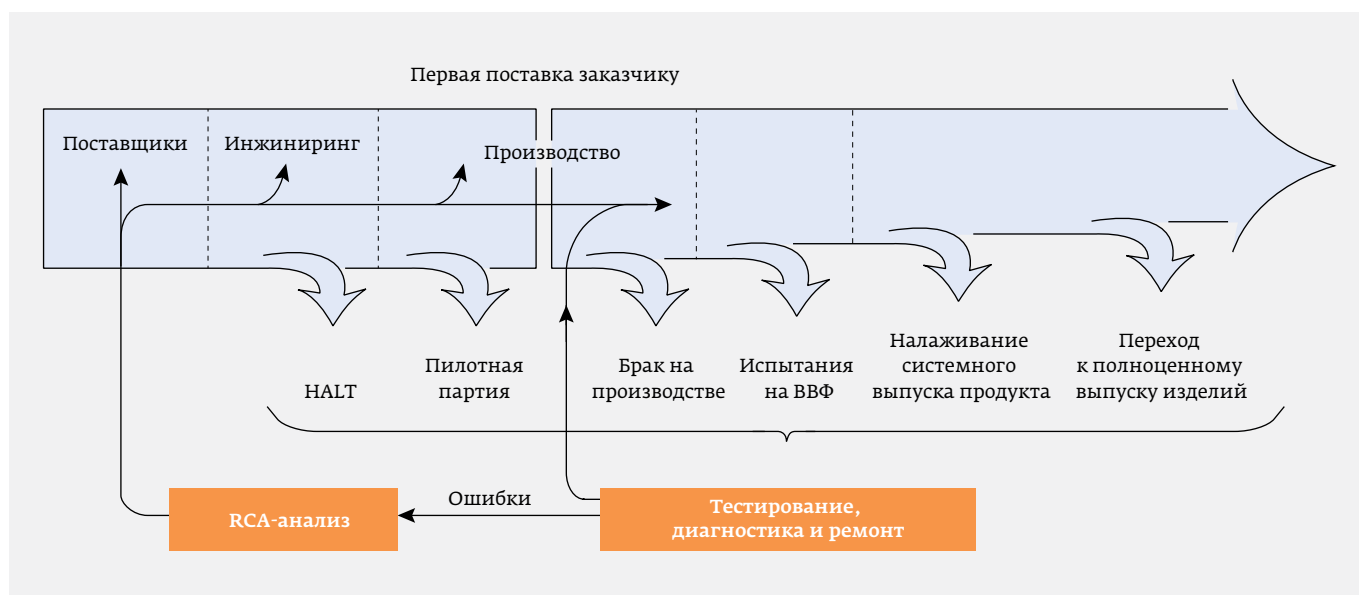 Первая поставка заказчику
Поставщики
Инжиниринг
Производство
HALT
Пилотная
партия
Брак на
производстве
Испытания
на ВВФ
Налаживание
системного
выпуска продукта
Переход
к полноценному
выпуску изделий
Ошибки
RCA-анализ
Тестирование,
диагностика и ремонт